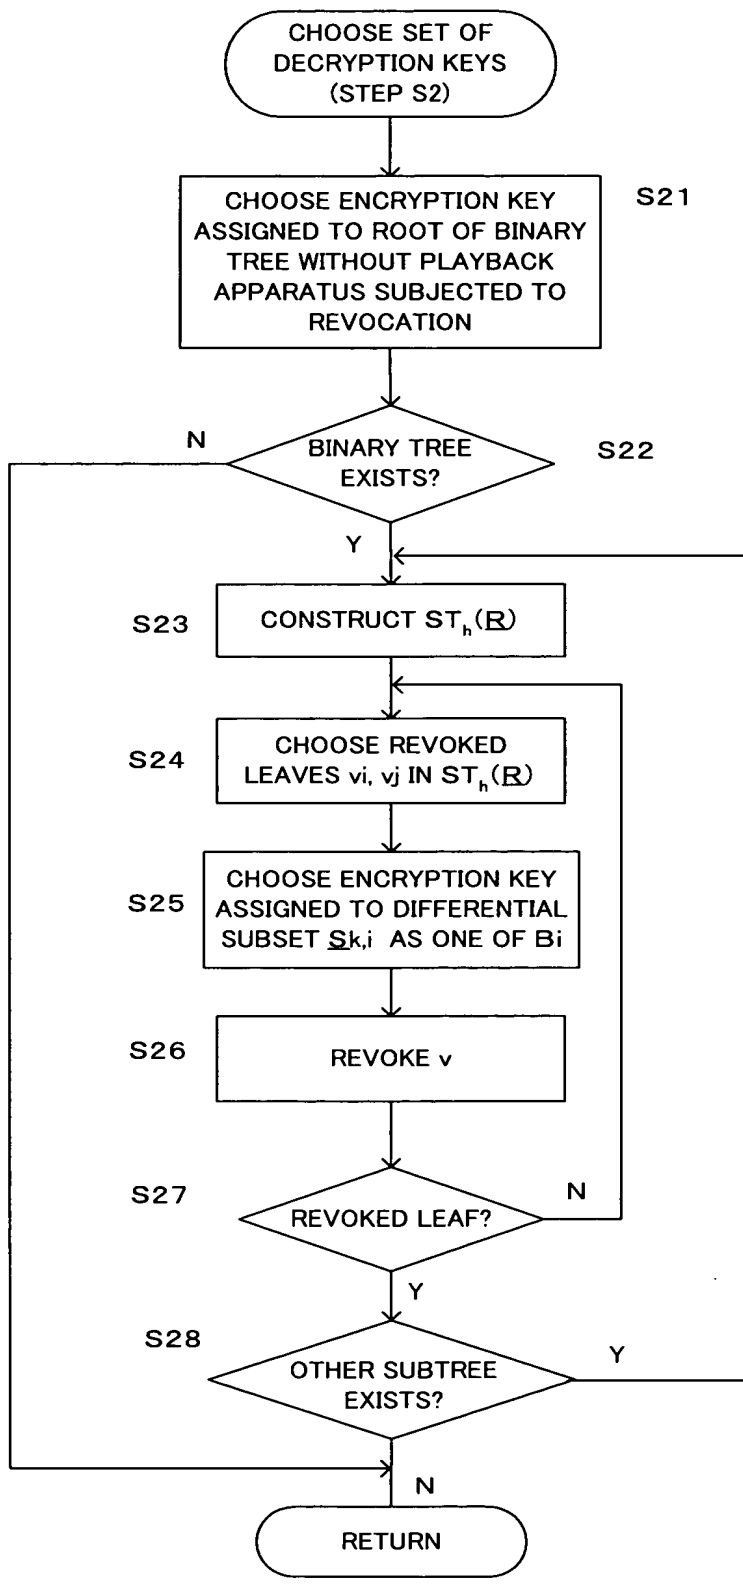 CHOOSE SET OF
DECRYPTION KEYS
(STEP S2)
CHOOSE ENCRYPTION KEY
ASSIGNED TO ROOT OF BINARY
TREE WITHOUT PLAYBACK
APPARATUS SUBJECTED TO
REVOCATION
S21
N
BINARY TREE
EXISTS?
S22
Y
S23
CONSTRUCT STh(R)
S24
CHOOSE REVOKED
LEAVES vi, vj IN STh(R)
S25
CHOOSE ENCRYPTION KEY
ASSIGNED TO DIFFERENTIAL
SUBSET Sk,i AS ONE OF Bi
S26
REVOKE v
S27
REVOKED LEAF?
N
Y
S28
OTHER SUBTREE
EXISTS?
Y
N
RETURN